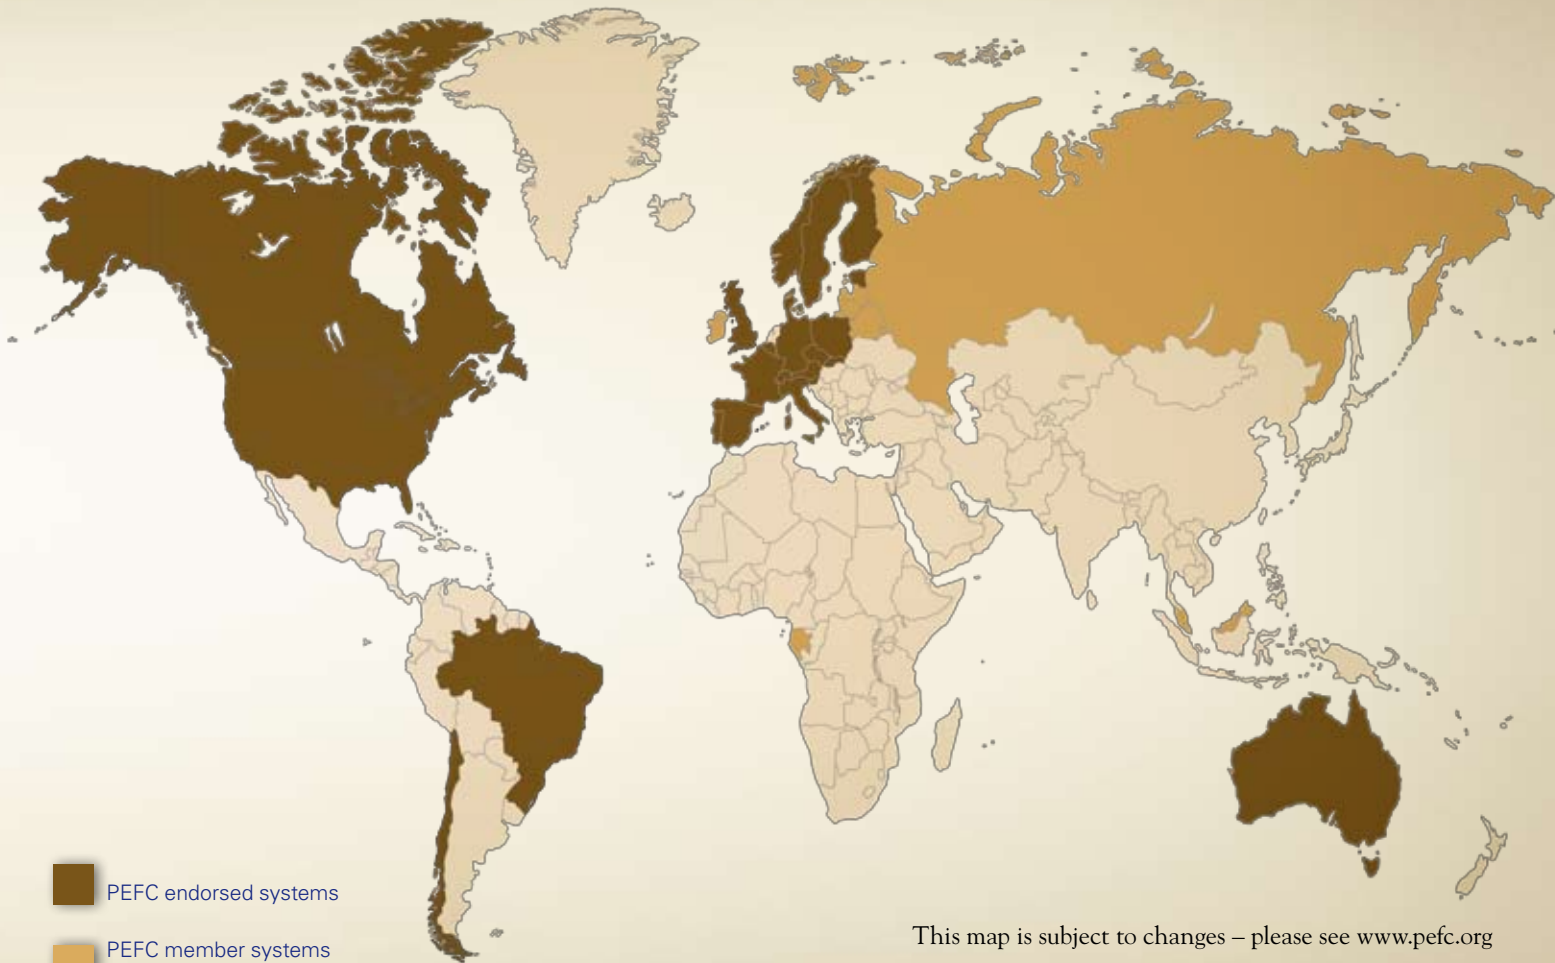 PEFC endorsed systems
PEFC member systems
This map is subject to changes – please see www.pefc.org